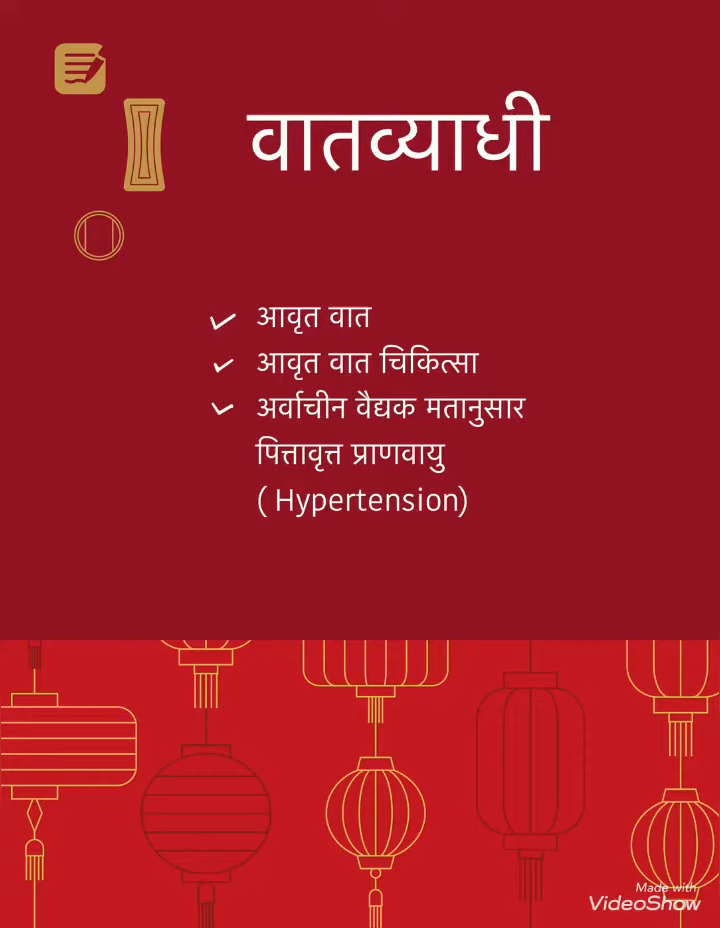 वातव्याधी
आवृत वात
आवृत वात चिकित्सा
अर्वाचीन वैद्यक मतानुसार
पित्तावृत्त प्राणवायु
( Hypertension)
Made with
VideoShow